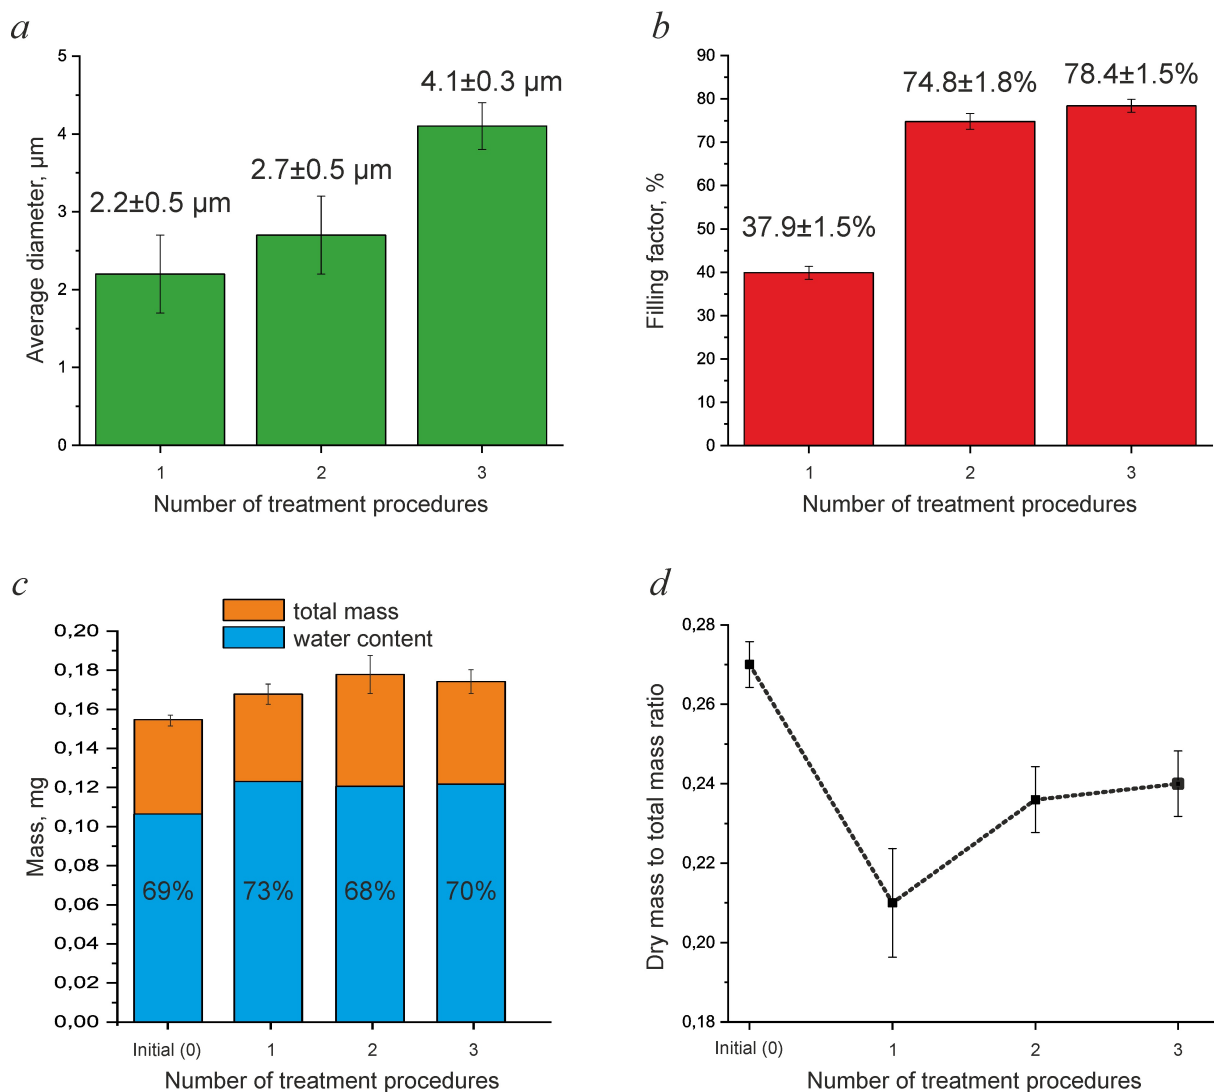 a
5
4
3
2
1
0
Average diameter, µm
2.2±0.5 µm
2.7±0.5 µm
4.1±0.3 µm
1 2 3
Number of treatment procedures
b
90
80
70
60
50
40
30
20
10
0
Filling factor, %
37.9±1.5%
74.8±1.8%
78.4±1.5%
1 2 3
Number of treatment procedures
c
total mass
water content
0,20
0,18
0,16
0,14
0,12
0,10
0,08
0,06
0,04
0,02
0,00
Mass, mg
69% 73% 68% 70%
Initial (0) 1 2 3
Number of treatment procedures
d
0,28
0,26
0,24
0,22
0,20
0,18
Dry mass to total mass ratio
Initial (0) 1 2 3
Number of treatment procedures